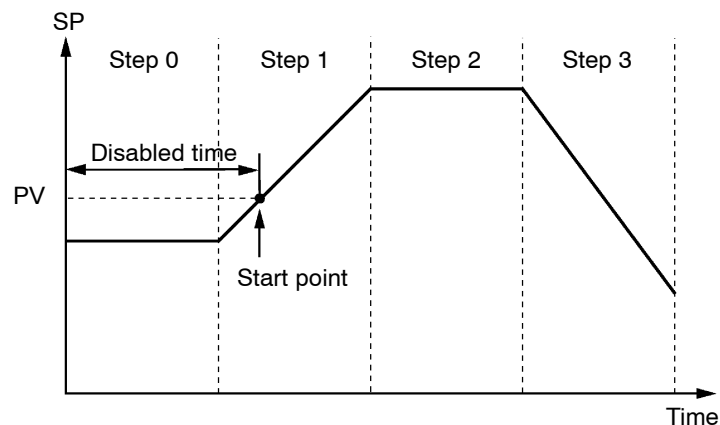 SP
Step 0
Step 1
Step 2
Step 3
Disabled time
PV
Start point
Time